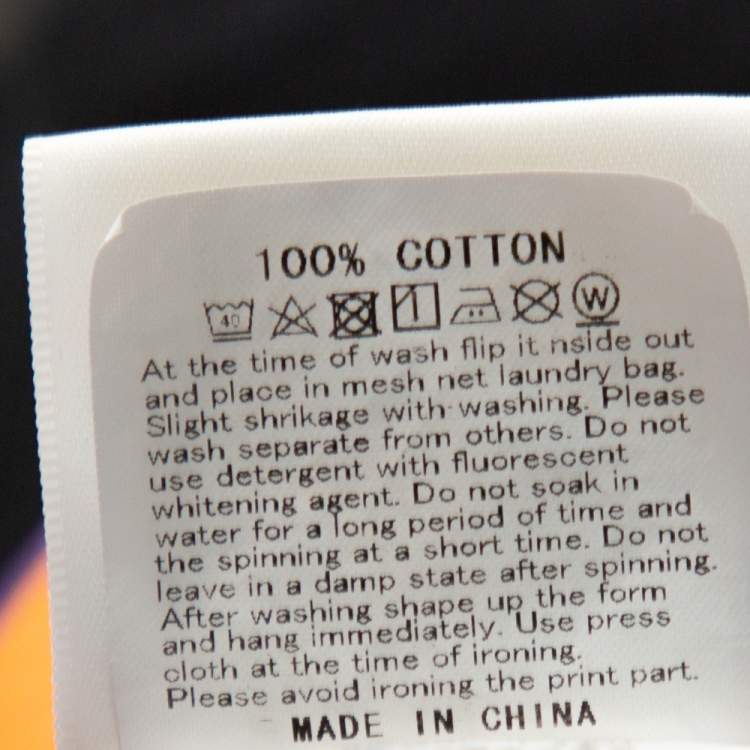 100% COTTON
40 W
At the time of wash flip it nside out
and place in mesh net laundry bag.
Slight shrikage with washing. Please
wash separate from others. Do not
use detergent with fluorescent
whitening agent. Do not soak in
water for a long period of time and
the spinning at a short time. Do not
leave in a damp state after spinning.
After washing shape up the form
and hang immediately. Use press
cloth at the time of ironing.
Please avoid ironing the print part.
MADE IN CHINA